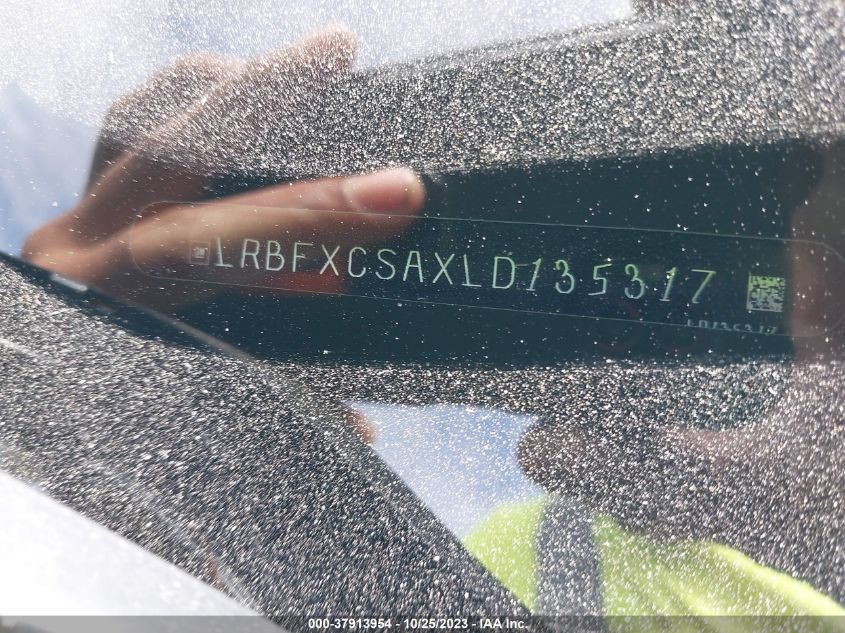 LRBFXCSAXLD135317
000-37913954 - 10/25/2023 - IAA Inc.